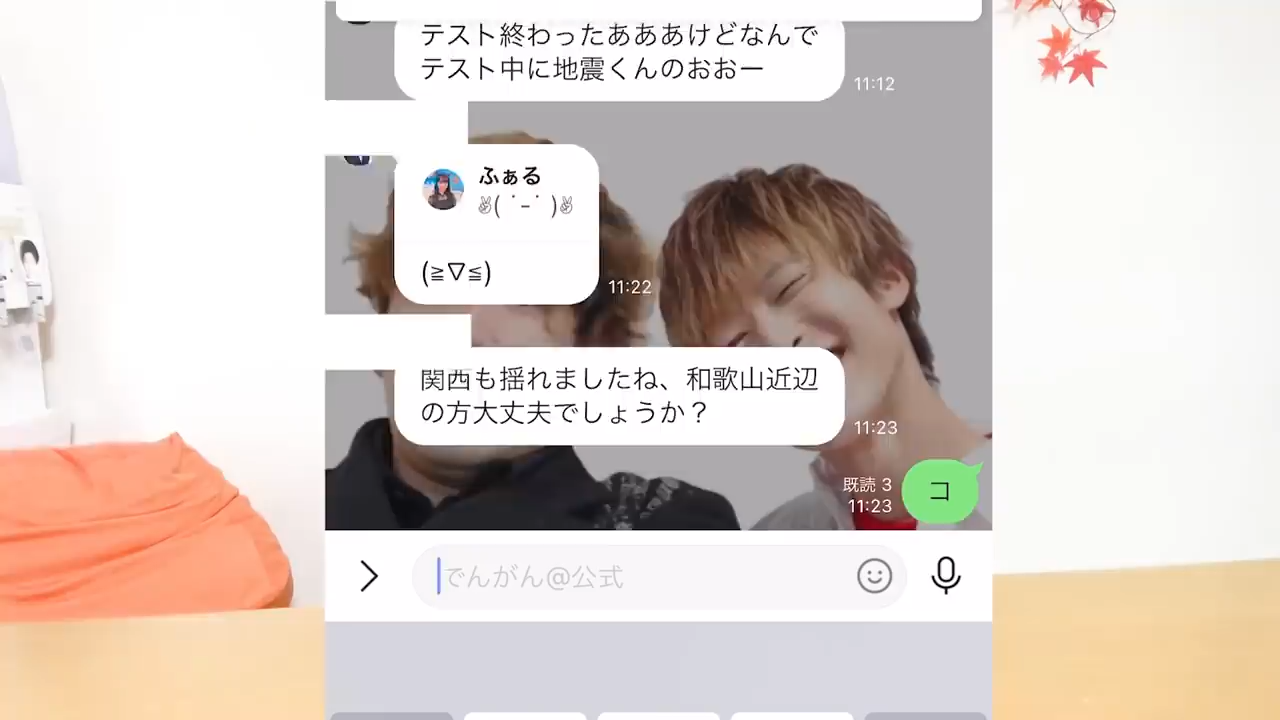 テスト終わったあああけどなんで
テスト中に地震くんのおおー
11:12
ふぁる
✌( ˙-˙ )✌
(≧∇≦)
11:22
関西も揺れましたね、和歌山近辺
の方大丈夫でしょうか？
11:23
既読 3
11:23
コ
でんがん@公式